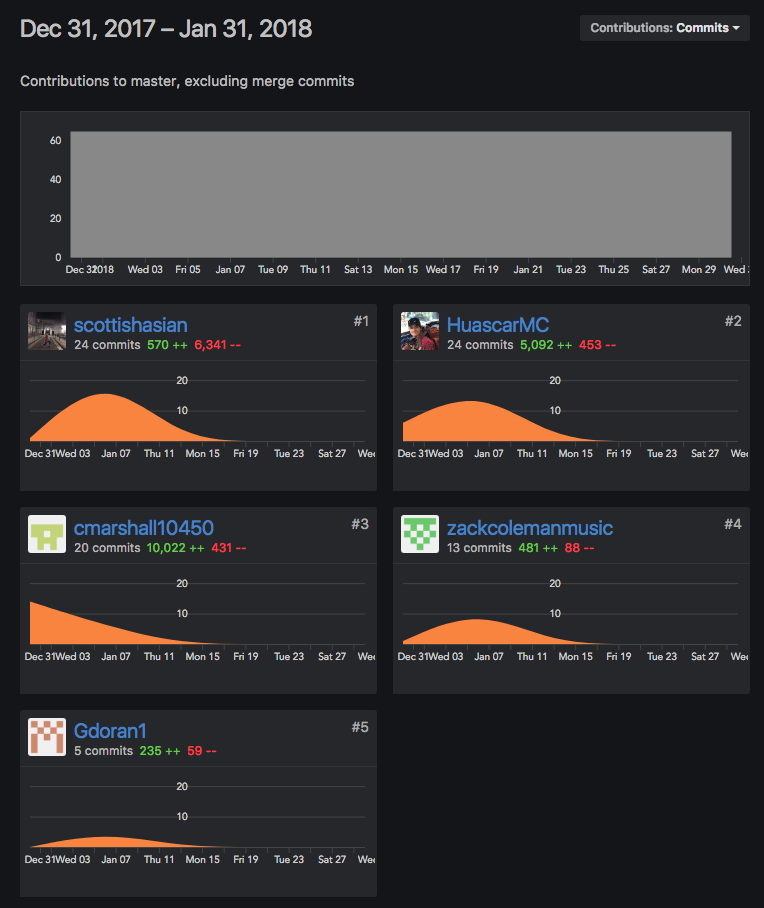 Dec 31, 2017 – Jan 31, 2018
Contributions: Commits
Contributions to master, excluding merge commits
60
40
20
0
Dec 31 2018 Wed 03 Fri 05 Jan 07 Tue 09 Thu 11 Sat 13 Mon 15 Wed 17 Fri 19 Jan 21 Tue 23 Thu 25 Sat 27 Mon 29 Wed
scottishasian #1
24 commits 570 ++ 6,341 --
20
10
Dec 31 Wed 03 Jan 07 Thu 11 Mon 15 Fri 19 Tue 23 Sat 27
HuascarMC #2
24 commits 5,092 ++ 453 --
20
10
Dec 31 Wed 03 Jan 07 Thu 11 Mon 15 Fri 19 Tue 23 Sat 27
cmarshall10450 #3
20 commits 10,022 ++ 431 --
20
10
Dec 31 Wed 03 Jan 07 Thu 11 Mon 15 Fri 19 Tue 23 Sat 27
zackcolemanmusic #4
13 commits 481 ++ 88 --
20
10
Dec 31 Wed 03 Jan 07 Thu 11 Mon 15 Fri 19 Tue 23 Sat 27
Gdoran1 #5
5 commits 235 ++ 59 --
20
10
Dec 31 Wed 03 Jan 07 Thu 11 Mon 15 Fri 19 Tue 23 Sat 27